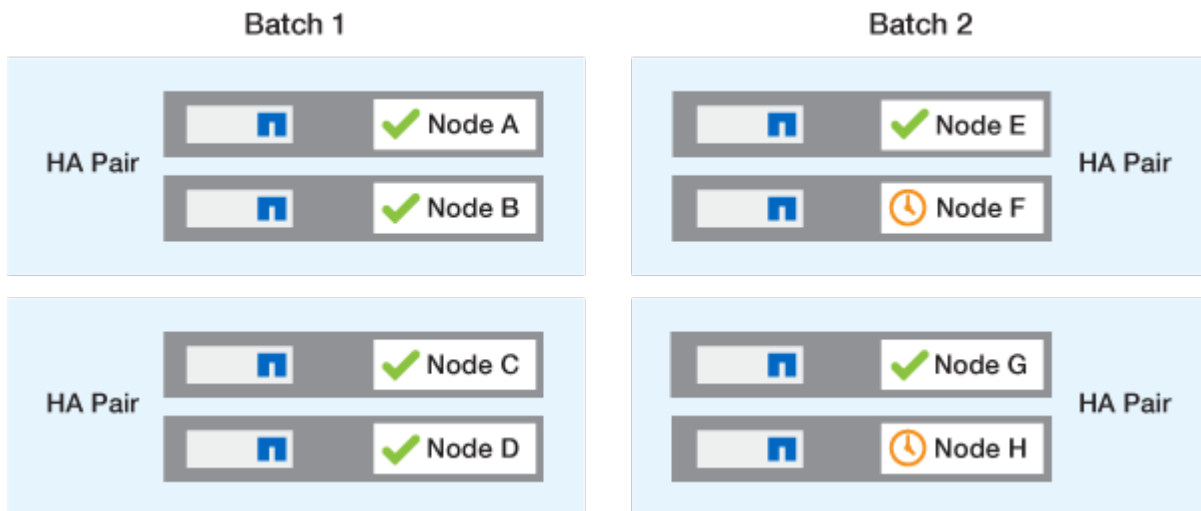 Batch 1
HA Pair
Node A
Node B
HA Pair
Node C
Node D
Batch 2
Node E
Node F
HA Pair
Node G
Node H
HA Pair